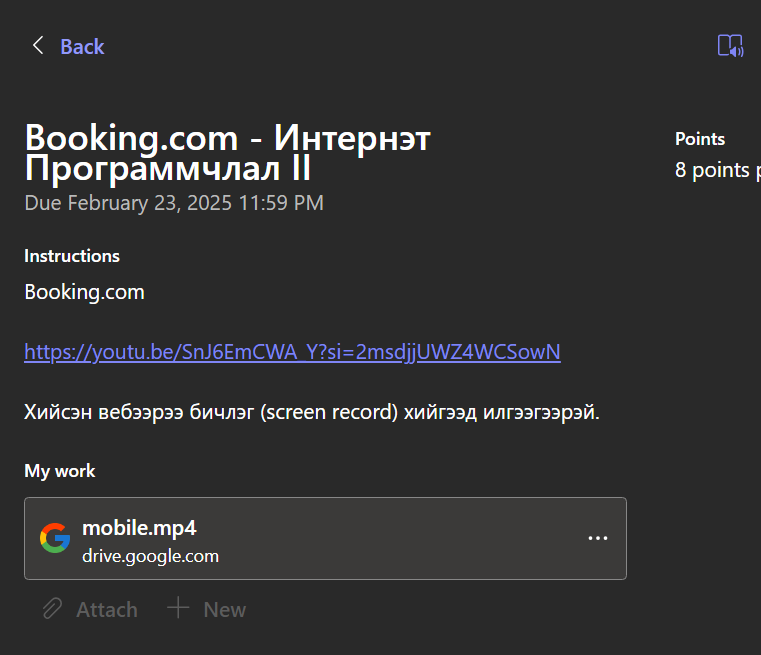 Back
Booking.com - Интернэт
Программчлал II
Due February 23, 2025 11:59 PM
Points
8 points p
Instructions
Booking.com
https://youtu.be/SnJ6EmCWA_Y?si=2msdjjUWZ4WCSowN
Хийсэн вебээрээ бичлэг (screen record) хийгээд илгээгээрэй.
My work
mobile.mp4
drive.google.com
Attach
New